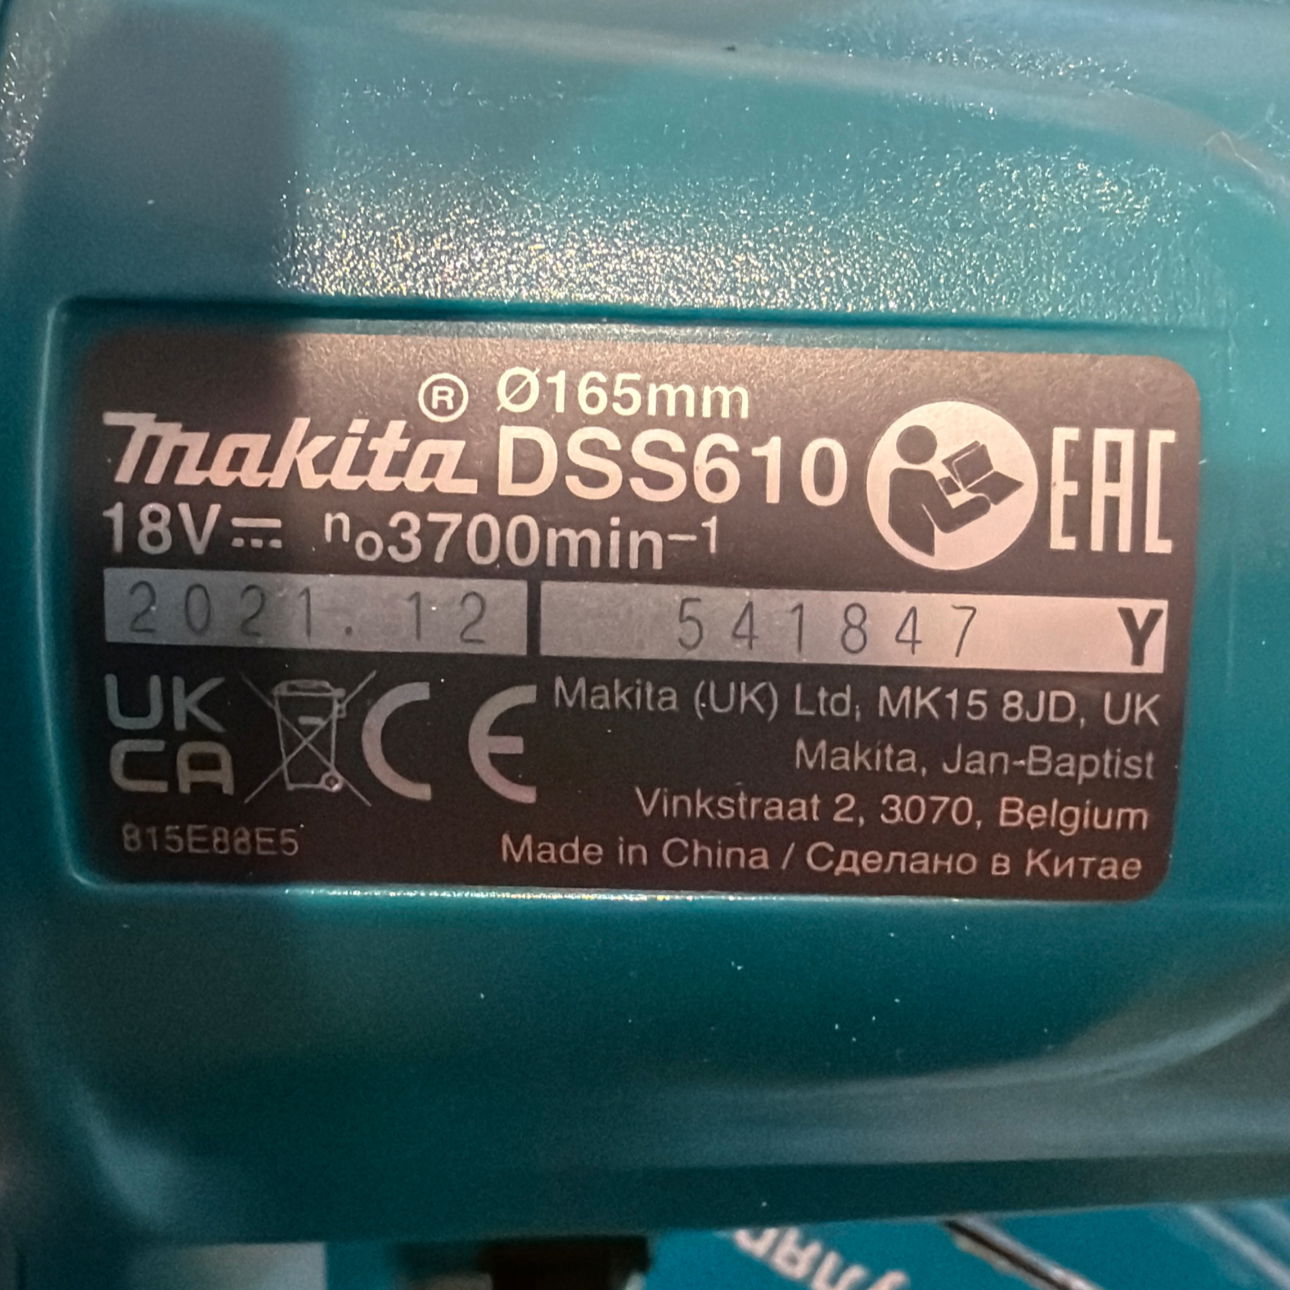 ® Ø165mm
makita DSS610 EAC
18V⎓ n₀3700min⁻¹
2021.12 541847 Y
UK
CA
CE
Makita (UK) Ltd, MK15 8JD, UK
Makita, Jan-Baptist
Vinkstraat 2, 3070, Belgium
815E88E5
Made in China / Сделано в Китае